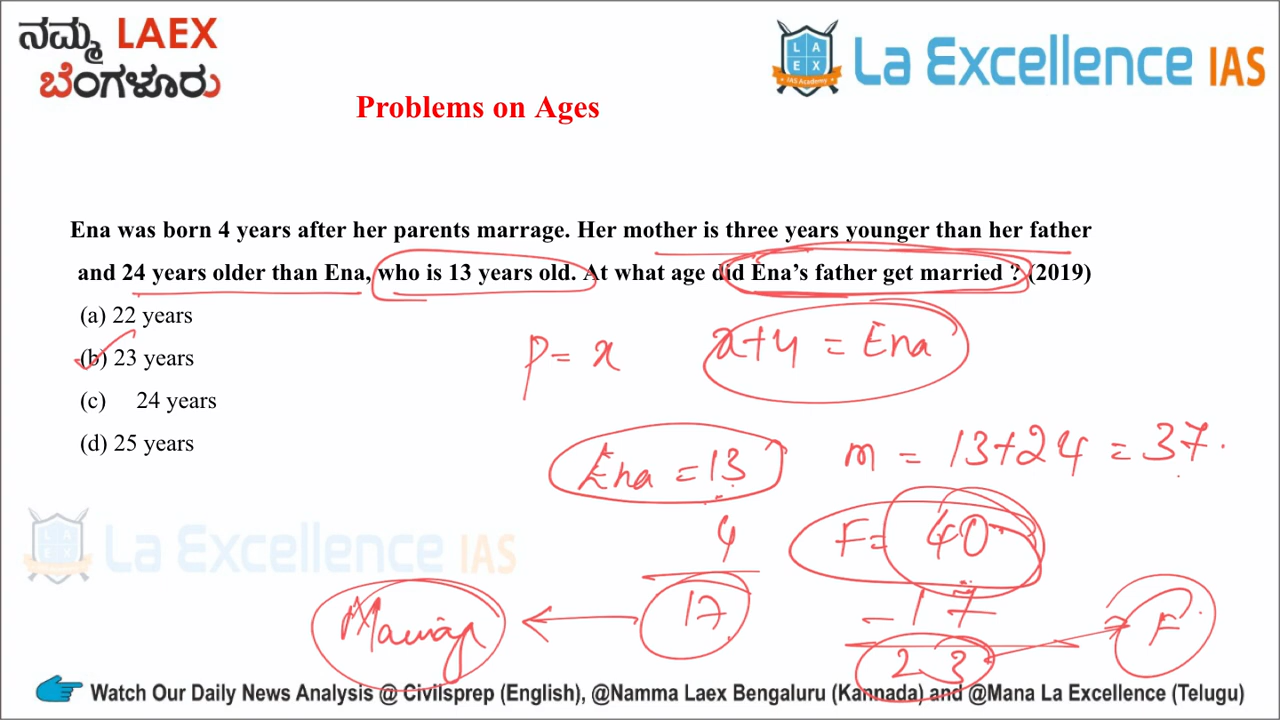 ನಮ್ಮ LAEX
ಬೆಂಗಳೂರು
L A
E X
IAS Academy
La Excellence IAS
Problems on Ages
Ena was born 4 years after her parents marrage. Her mother is three years younger than her father
and 24 years older than Ena, who is 13 years old. At what age did Ena's father get married ? (2019)
(a) 22 years
(b) 23 years
(c) 24 years
(d) 25 years
P = x
x+4 = Ena
Ena = 13
m = 13+24 = 37.
4
F = 40
17
- 17
23
F
La Excellence IAS
Watch Our Daily News Analysis @ Civilsprep (English), @Namma Laex Bengaluru (Kannada) and @Mana La Excellence (Telugu)